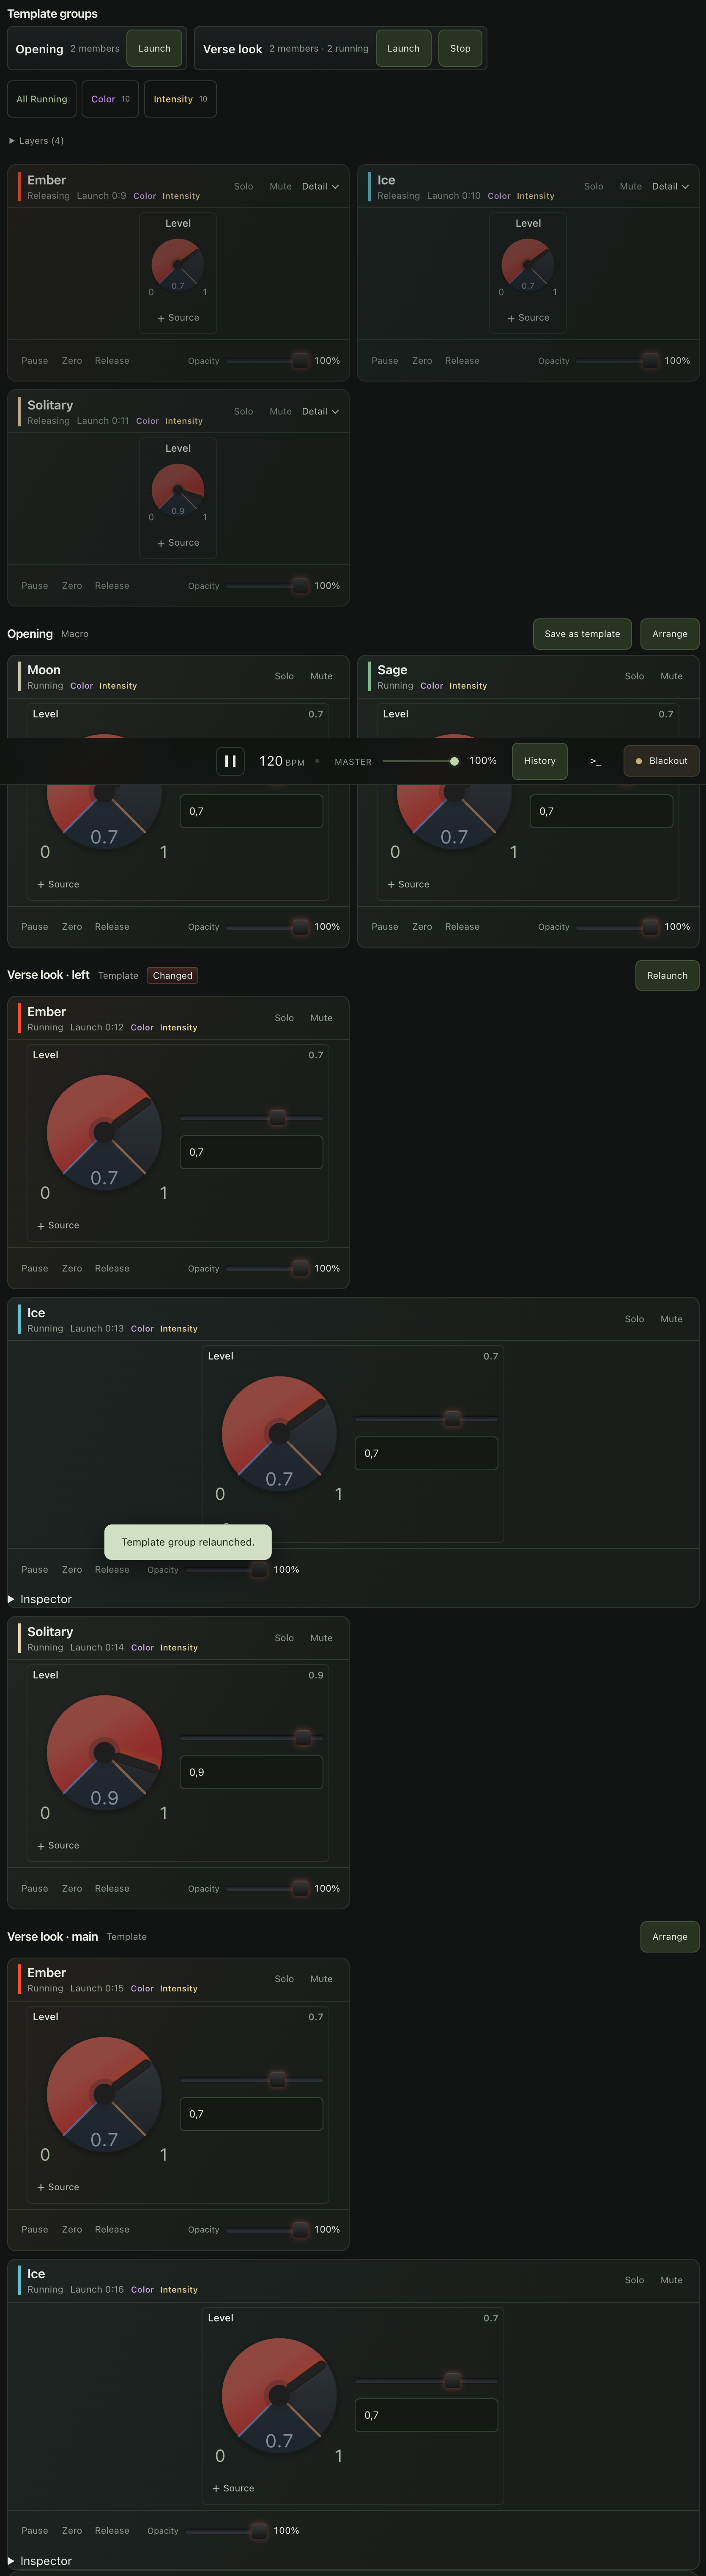 Template groups
Opening 2 members Launch
Verse look 2 members · 2 running Launch Stop
All Running Color 10 Intensity 10
Layers (4)
Ember Solo Mute Detail
Releasing Launch 0:9 Color Intensity
Level
0.7
0 1
+ Source
Pause Zero Release Opacity 100%
Ice Solo Mute Detail
Releasing Launch 0:10 Color Intensity
Level
0.7
0 1
+ Source
Pause Zero Release Opacity 100%
Solitary Solo Mute Detail
Releasing Launch 0:11 Color Intensity
Level
0.9
0 1
+ Source
Pause Zero Release Opacity 100%
Opening Macro Save as template Arrange
Moon Solo Mute
Running Color Intensity
Level 0.7
Sage Solo Mute
Running Color Intensity
Level 0.7
120 BPM MASTER 100% History >_ Blackout
0,7
0.7
0 1
+ Source
Pause Zero Release Opacity 100%
0,7
0.7
0 1
+ Source
Pause Zero Release Opacity 100%
Verse look · left Template Changed Relaunch
Ember Solo Mute
Running Launch 0:12 Color Intensity
Level 0.7
0,7
0.7
0 1
+ Source
Pause Zero Release Opacity 100%
Ice Solo Mute
Running Launch 0:13 Color Intensity
Level 0.7
0,7
0.7
0 1
Template group relaunched.
Pause Zero Release Opacity 100%
Inspector
Solitary Solo Mute
Running Launch 0:14 Color Intensity
Level 0.9
0,9
0.9
0 1
+ Source
Pause Zero Release Opacity 100%
Verse look · main Template Arrange
Ember Solo Mute
Running Launch 0:15 Color Intensity
Level 0.7
0,7
0.7
0 1
+ Source
Pause Zero Release Opacity 100%
Ice Solo Mute
Running Launch 0:16 Color Intensity
Level 0.7
0,7
0.7
0 1
+ Source
Pause Zero Release Opacity 100%
Inspector